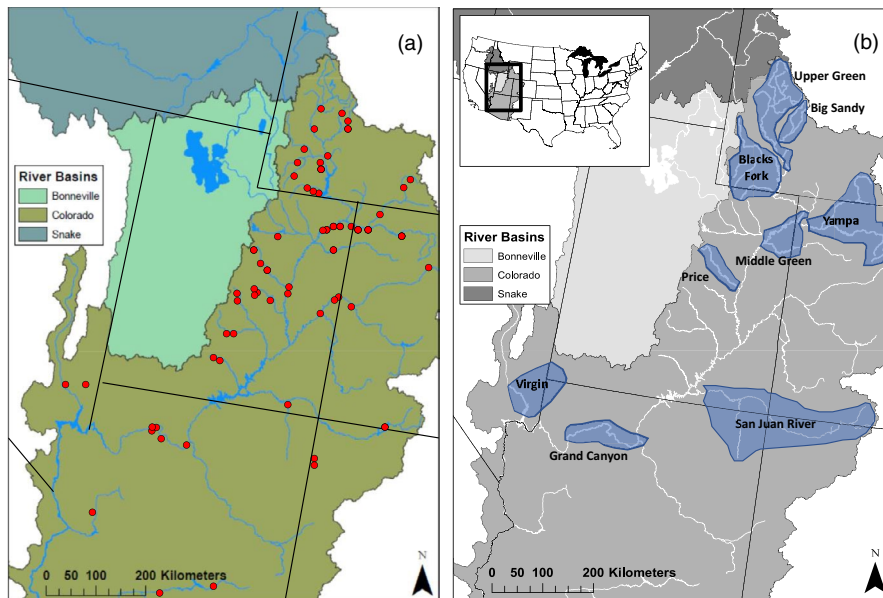 (a)
River Basins
Bonneville
Colorado
Snake
0 50 100 200 Kilometers
N
(b)
Upper Green
Big Sandy
Blacks
Fork
Yampa
Middle Green
Price
River Basins
Bonneville
Colorado
Snake
Virgin
San Juan River
Grand Canyon
0 50 100 200 Kilometers
N